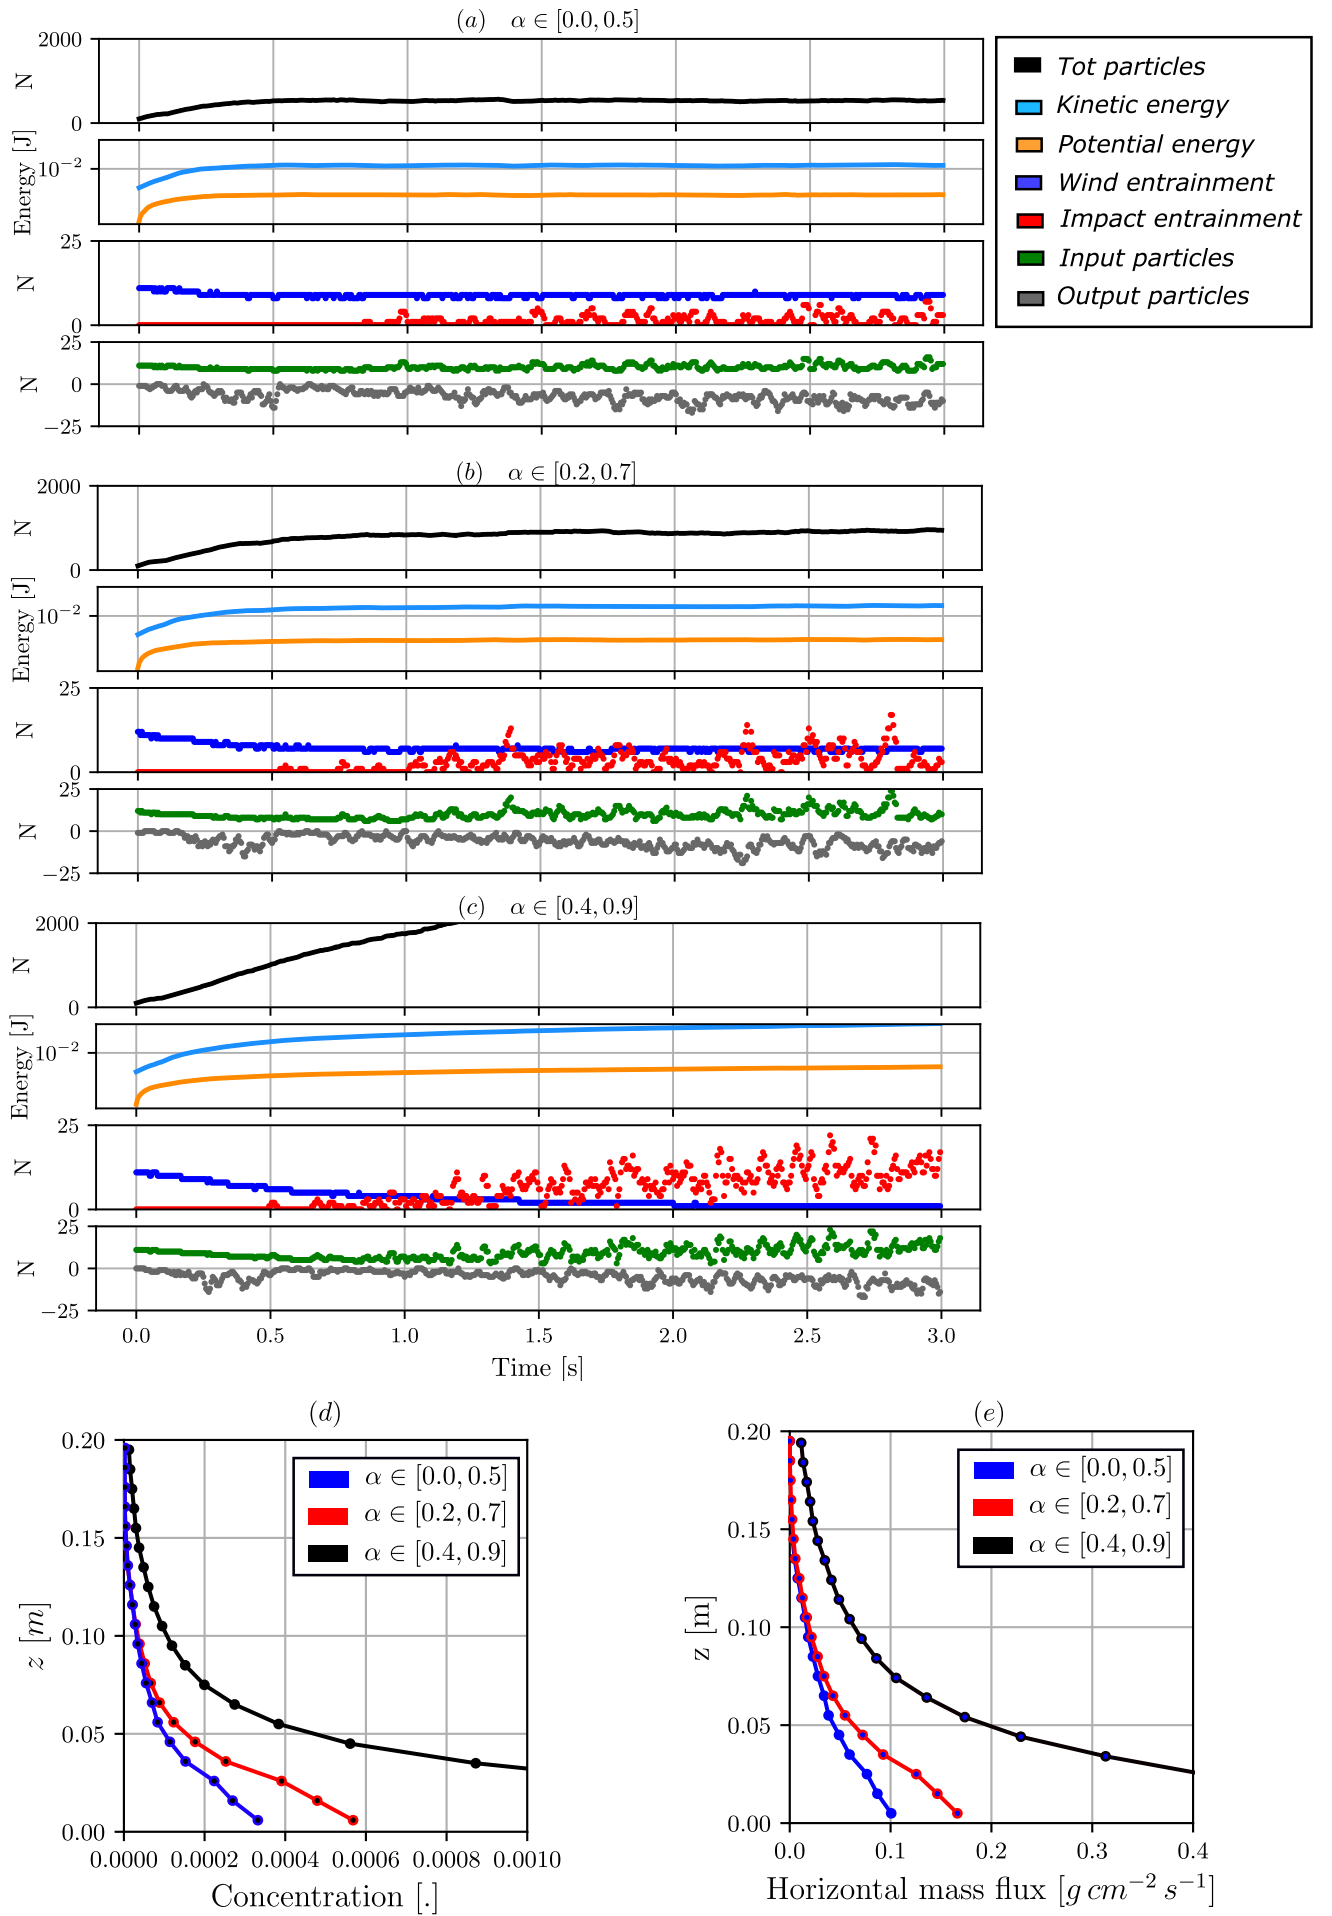 (a) α ∈ [0.0, 0.5]
2000
N
0
Energy [J]
10⁻²
25
N
0
25
N
0
−25
Tot particles
Kinetic energy
Potential energy
Wind entrainment
Impact entrainment
Input particles
Output particles
(b) α ∈ [0.2, 0.7]
2000
N
0
Energy [J]
10⁻²
25
N
0
25
N
0
−25
(c) α ∈ [0.4, 0.9]
2000
N
0
Energy [J]
10⁻²
25
N
0
25
N
0
−25
0.0 0.5 1.0 1.5 2.0 2.5 3.0
Time [s]
(d)
0.20
0.15
0.10
0.05
0.00
z [m]
α ∈ [0.0, 0.5]
α ∈ [0.2, 0.7]
α ∈ [0.4, 0.9]
0.0000 0.0002 0.0004 0.0006 0.0008 0.0010
Concentration [.]
(e)
0.20
0.15
0.10
0.05
0.00
z [m]
α ∈ [0.0, 0.5]
α ∈ [0.2, 0.7]
α ∈ [0.4, 0.9]
0.0 0.1 0.2 0.3 0.4
Horizontal mass flux [g cm⁻² s⁻¹]